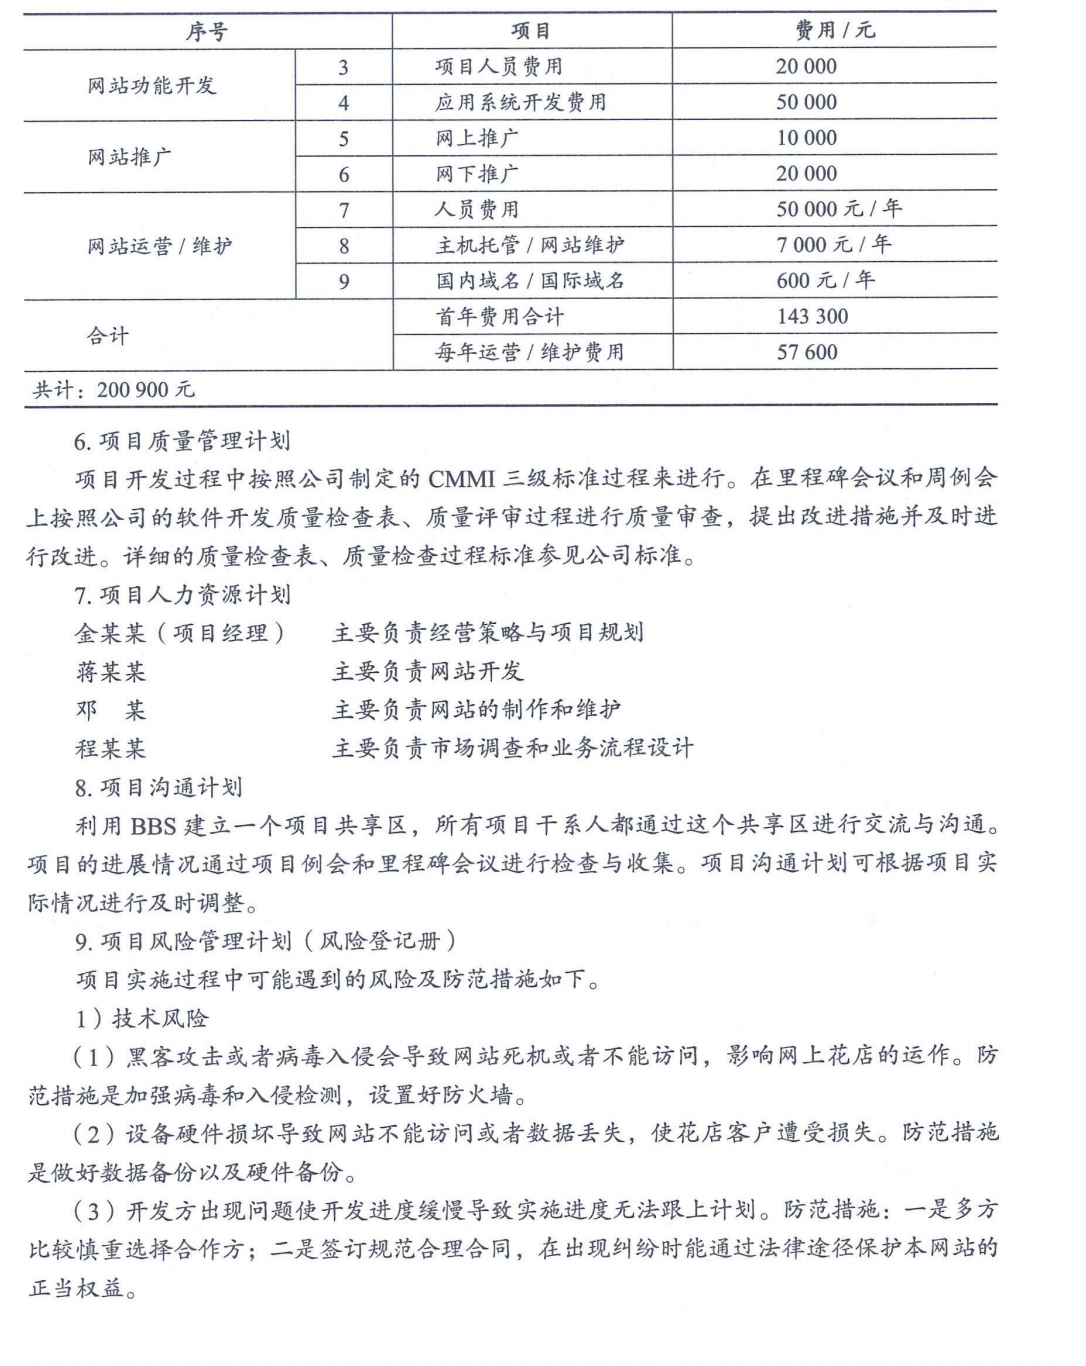 序号 项目 费用/元
网站功能开发 3 项目人员费用 20 000
4 应用系统开发费用 50 000
网站推广 5 网上推广 10 000
6 网下推广 20 000
网站运营/维护 7 人员费用 50 000元/年
8 主机托管/网站维护 7 000元/年
9 国内域名/国际域名 600元/年
合计 首年费用合计 143 300
每年运营/维护费用 57 600
共计：200 900元
6. 项目质量管理计划
项目开发过程中按照公司制定的 CMMI 三级标准过程来进行。在里程碑会议和周例会
上按照公司的软件开发质量检查表、质量评审过程进行质量审查，提出改进措施并及时进
行改进。详细的质量检查表、质量检查过程标准参见公司标准。
7. 项目人力资源计划
金某某（项目经理） 主要负责经营策略与项目规划
蒋某某 主要负责网站开发
邓　某 主要负责网站的制作和维护
程某某 主要负责市场调查和业务流程设计
8. 项目沟通计划
利用 BBS 建立一个项目共享区，所有项目干系人都通过这个共享区进行交流与沟通。
项目的进展情况通过项目例会和里程碑会议进行检查与收集。项目沟通计划可根据项目实
际情况进行及时调整。
9. 项目风险管理计划（风险登记册）
项目实施过程中可能遇到的风险及防范措施如下。
1）技术风险
（1）黑客攻击或者病毒入侵会导致网站死机或者不能访问，影响网上花店的运作。防
范措施是加强病毒和入侵检测，设置好防火墙。
（2）设备硬件损坏导致网站不能访问或者数据丢失，使花店客户遭受损失。防范措施
是做好数据备份以及硬件备份。
（3）开发方出现问题使开发进度缓慢导致实施进度无法跟上计划。防范措施：一是多方
比较慎重选择合作方；二是签订规范合理合同，在出现纠纷时能通过法律途径保护本网站的
正当权益。